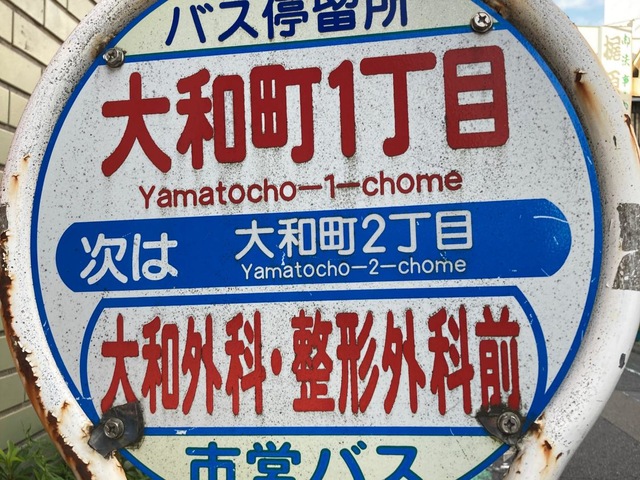 バス停留所
大和町1丁目
Yamatocho-1-chome
次は 大和町2丁目
Yamatocho-2-chome
大和外科・整形外科前
市営バス